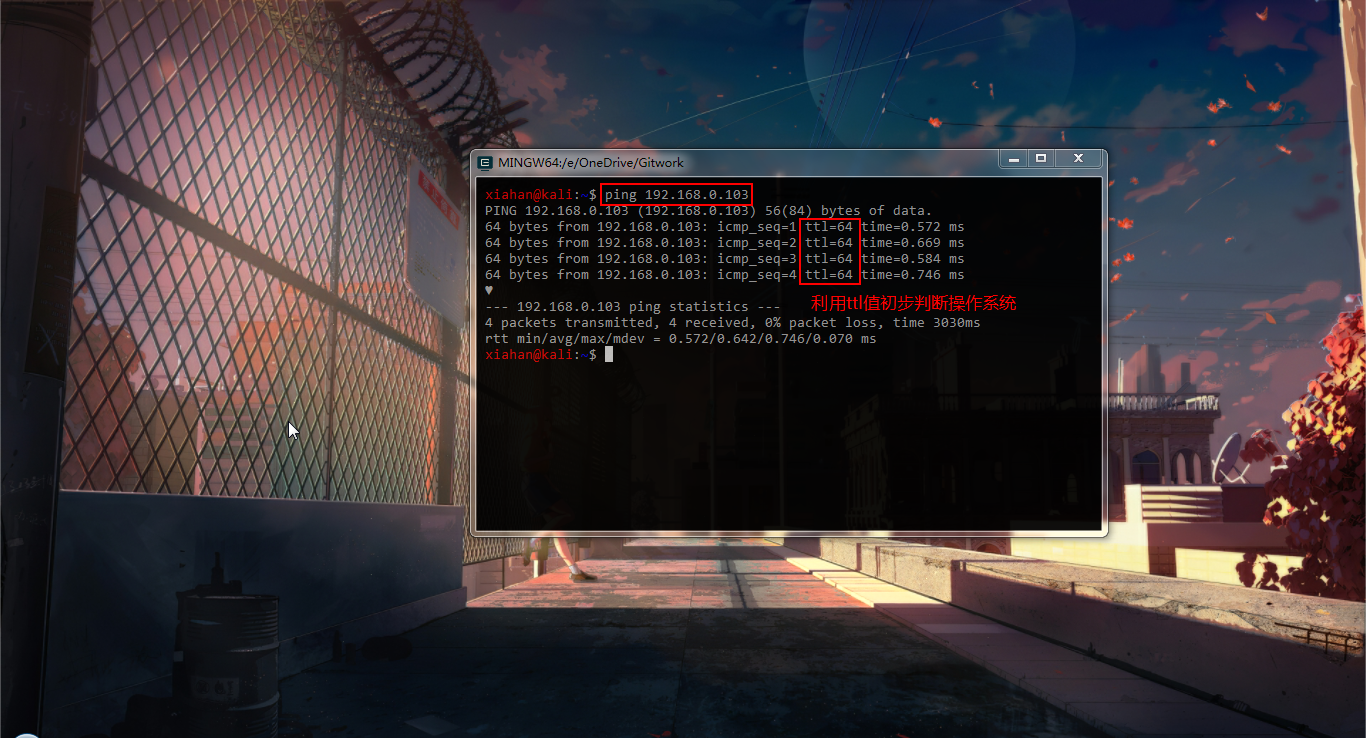 MINGW64:/e/OneDrive/Gitwork
xiahan@kali:~$ ping 192.168.0.103
PING 192.168.0.103 (192.168.0.103) 56(84) bytes of data.
64 bytes from 192.168.0.103: icmp_seq=1 ttl=64 time=0.572 ms
64 bytes from 192.168.0.103: icmp_seq=2 ttl=64 time=0.669 ms
64 bytes from 192.168.0.103: icmp_seq=3 ttl=64 time=0.584 ms
64 bytes from 192.168.0.103: icmp_seq=4 ttl=64 time=0.746 ms
♥
--- 192.168.0.103 ping statistics ---
利用ttl值初步判断操作系统
4 packets transmitted, 4 received, 0% packet loss, time 3030ms
rtt min/avg/max/mdev = 0.572/0.642/0.746/0.070 ms
xiahan@kali:~$